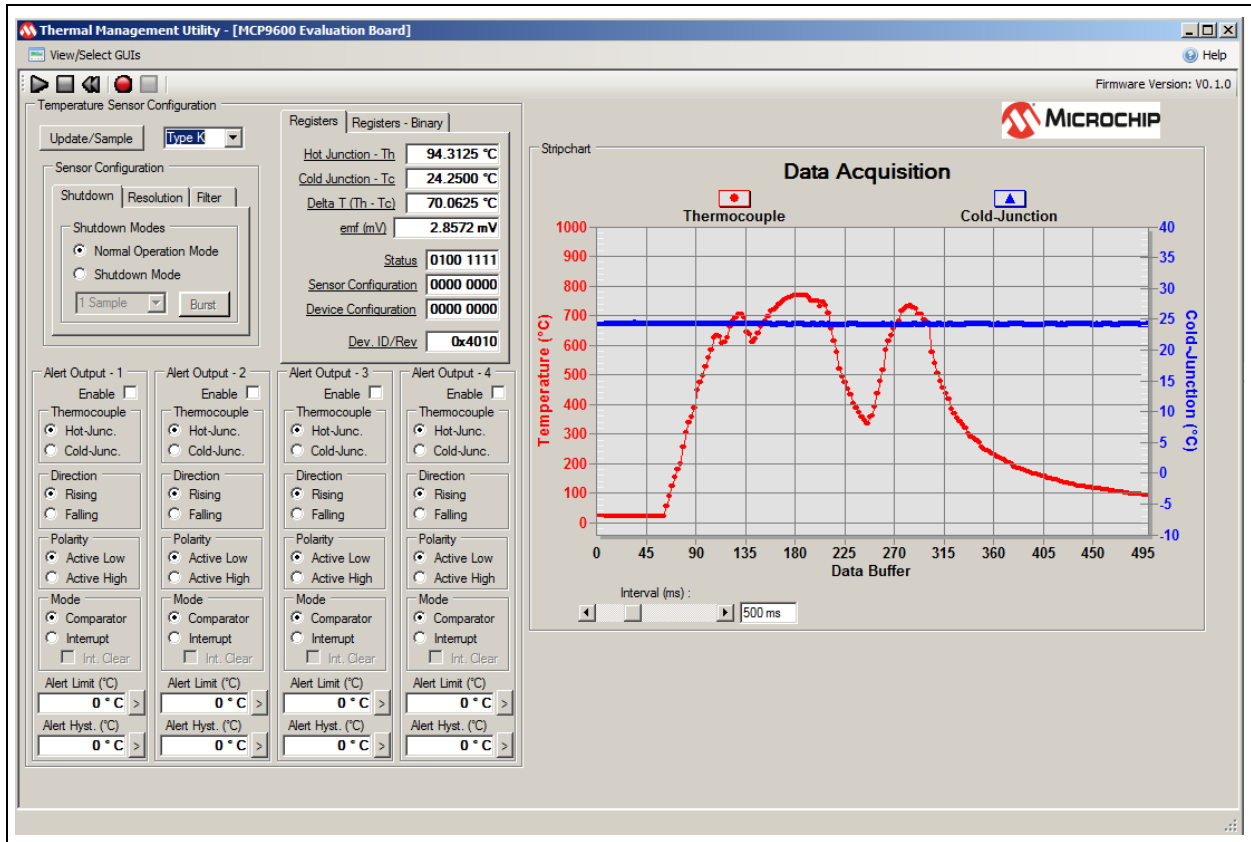 Thermal Management Utility - [MCP9600 Evaluation Board]
View/Select GUIs
Help
Firmware Version: V0.1.0
Temperature Sensor Configuration
Update/Sample
Type K
Sensor Configuration
Shutdown
Resolution
Filter
Shutdown Modes
Normal Operation Mode
Shutdown Mode
1 Sample
Burst
Registers
Registers - Binary
Hot Junction - Th 94.3125 °C
Cold Junction - Tc 24.2500 °C
Delta T (Th - Tc) 70.0625 °C
emf (mV) 2.8572 mV
Status 0100 1111
Sensor Configuration 0000 0000
Device Configuration 0000 0000
Dev. ID/Rev 0x4010
Alert Output - 1
Enable
Thermocouple
Hot-Junc.
Cold-Junc.
Direction
Rising
Falling
Polarity
Active Low
Active High
Mode
Comparator
Interrupt
Int. Clear
Alert Limit (°C)
0 ° C >
Alert Hyst. (°C)
0 ° C >
Alert Output - 2
Enable
Thermocouple
Hot-Junc.
Cold-Junc.
Direction
Rising
Falling
Polarity
Active Low
Active High
Mode
Comparator
Interrupt
Int. Clear
Alert Limit (°C)
0 ° C >
Alert Hyst. (°C)
0 ° C >
Alert Output - 3
Enable
Thermocouple
Hot-Junc.
Cold-Junc.
Direction
Rising
Falling
Polarity
Active Low
Active High
Mode
Comparator
Interrupt
Int. Clear
Alert Limit (°C)
0 ° C >
Alert Hyst. (°C)
0 ° C >
Alert Output - 4
Enable
Thermocouple
Hot-Junc.
Cold-Junc.
Direction
Rising
Falling
Polarity
Active Low
Active High
Mode
Comparator
Interrupt
Int. Clear
Alert Limit (°C)
0 ° C >
Alert Hyst. (°C)
0 ° C >
MICROCHIP
Stripchart
Data Acquisition
Thermocouple
Cold-Junction
Temperature (°C)
1000
900
800
700
600
500
400
300
200
100
0
40
35
30
25
20
15
10
5
0
-5
-10
Cold-Junction (°C)
0 45 90 135 180 225 270 315 360 405 450 495
Data Buffer
Interval (ms) :
500 ms